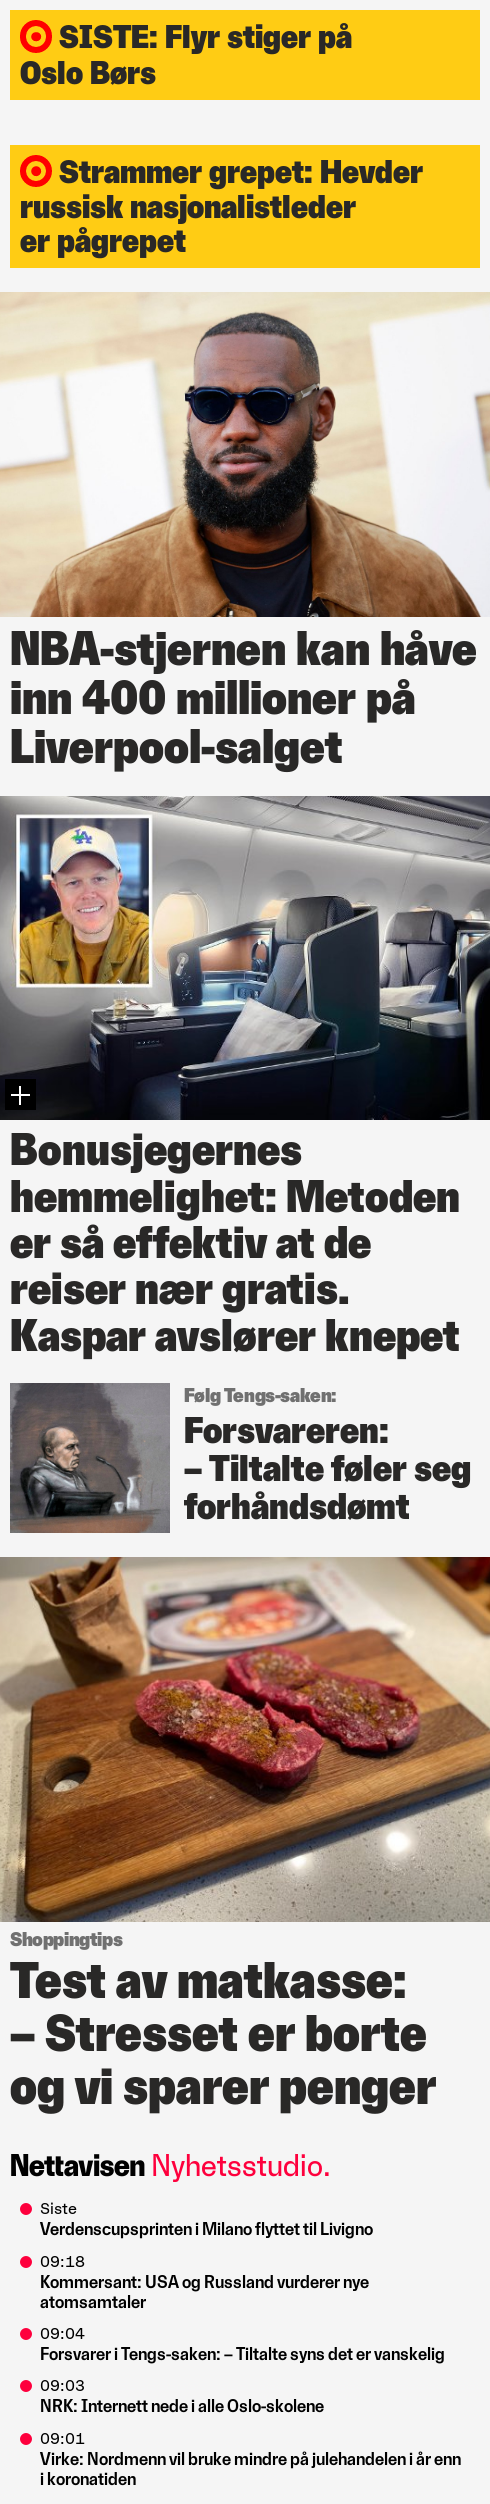 SISTE: Flyr stiger på
Oslo Børs
Strammer grepet: Hevder
russisk nasjonalistleder
er pågrepet
NBA-stjernen kan håve
inn 400 millioner på
Liverpool-salget
LA
Bonusjegernes
hemmelighet: Metoden
er så effektiv at de
reiser nær gratis.
Kaspar avslører knepet
Følg Tengs-saken:
Forsvareren:
– Tiltalte føler seg
forhåndsdømt
Shoppingtips
Test av matkasse:
– Stresset er borte
og vi sparer penger
Nettavisen Nyhetsstudio.
Siste
Verdenscupsprinten i Milano flyttet til Livigno
09:18
Kommersant: USA og Russland vurderer nye
atomsamtaler
09:04
Forsvarer i Tengs-saken: – Tiltalte syns det er vanskelig
09:03
NRK: Internett nede i alle Oslo-skolene
09:01
Virke: Nordmenn vil bruke mindre på julehandelen i år enn
i koronatiden